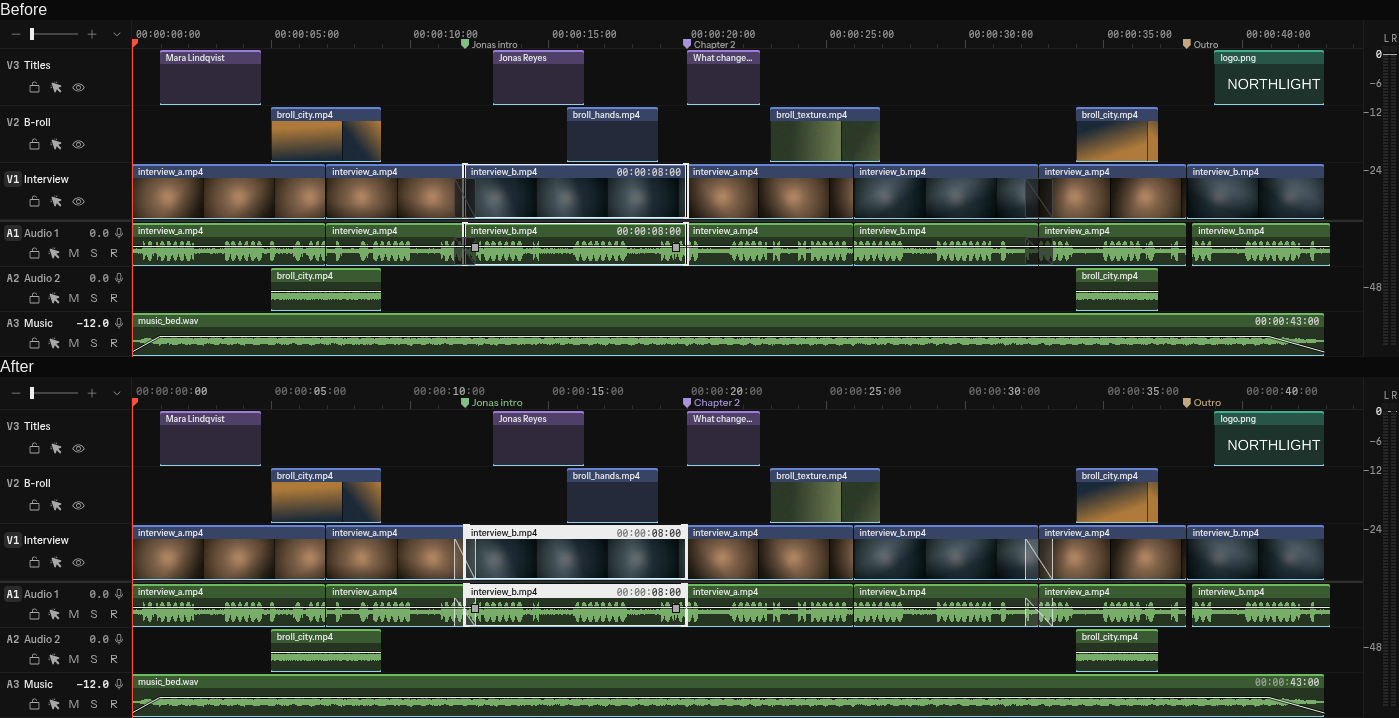 Before
00:00:00:00 00:00:05:00 00:00:10:00 00:00:15:00 00:00:20:00 00:00:25:00 00:00:30:00 00:00:35:00 00:00:40:00 L R
Jonas intro Chapter 2 Outro
0
V3 Titles Mara Lindqvist Jonas Reyes What change... logo.png
NORTHLIGHT
-6
-12
V2 B-roll broll_city.mp4 broll_hands.mp4 broll_texture.mp4 broll_city.mp4
V1 Interview interview_a.mp4 interview_a.mp4 interview_b.mp4 00:00:08:00 interview_a.mp4 interview_b.mp4 interview_a.mp4 interview_b.mp4
-24
A1 Audio 1 0.0 interview_a.mp4 interview_a.mp4 interview_b.mp4 00:00:08:00 interview_a.mp4 interview_b.mp4 interview_a.mp4 interview_b.mp4
M S R
A2 Audio 2 0.0 broll_city.mp4 broll_city.mp4
-48
M S R
A3 Music -12.0 music_bed.wav 00:00:43:00
M S R
After
00:00:00:00 00:00:05:00 00:00:10:00 00:00:15:00 00:00:20:00 00:00:25:00 00:00:30:00 00:00:35:00 00:00:40:00 L R
Jonas intro Chapter 2 Outro
0
V3 Titles Mara Lindqvist Jonas Reyes What change... logo.png
NORTHLIGHT
-6
-12
V2 B-roll broll_city.mp4 broll_hands.mp4 broll_texture.mp4 broll_city.mp4
V1 Interview interview_a.mp4 interview_a.mp4 interview_b.mp4 00:00:08:00 interview_a.mp4 interview_b.mp4 interview_a.mp4 interview_b.mp4
-24
A1 Audio 1 0.0 interview_a.mp4 interview_a.mp4 interview_b.mp4 00:00:08:00 interview_a.mp4 interview_b.mp4 interview_a.mp4 interview_b.mp4
M S R
A2 Audio 2 0.0 broll_city.mp4 broll_city.mp4
-48
M S R
A3 Music -12.0 music_bed.wav 00:00:43:00
M S R